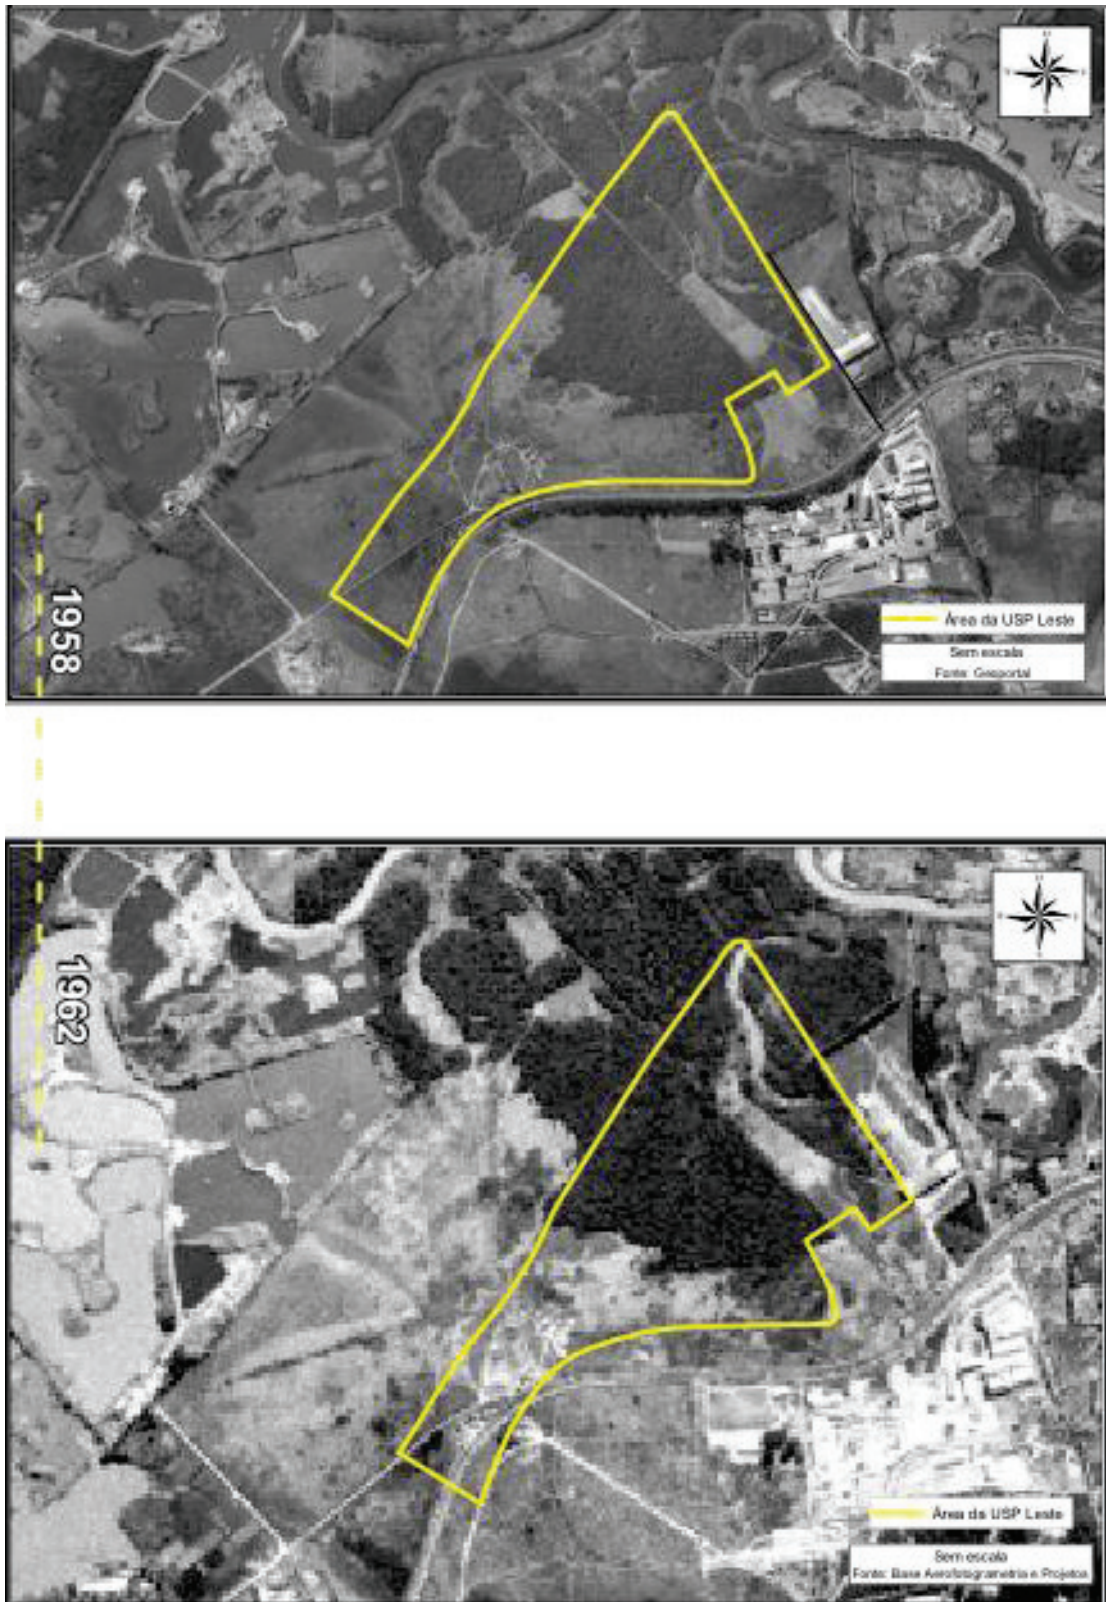 1958
Área da USP Leste
Sem escala
Fonte: Geoportal
1962
Área da USP Leste
Sem escala
Fonte: Base Aerofotogrametria e Projetos